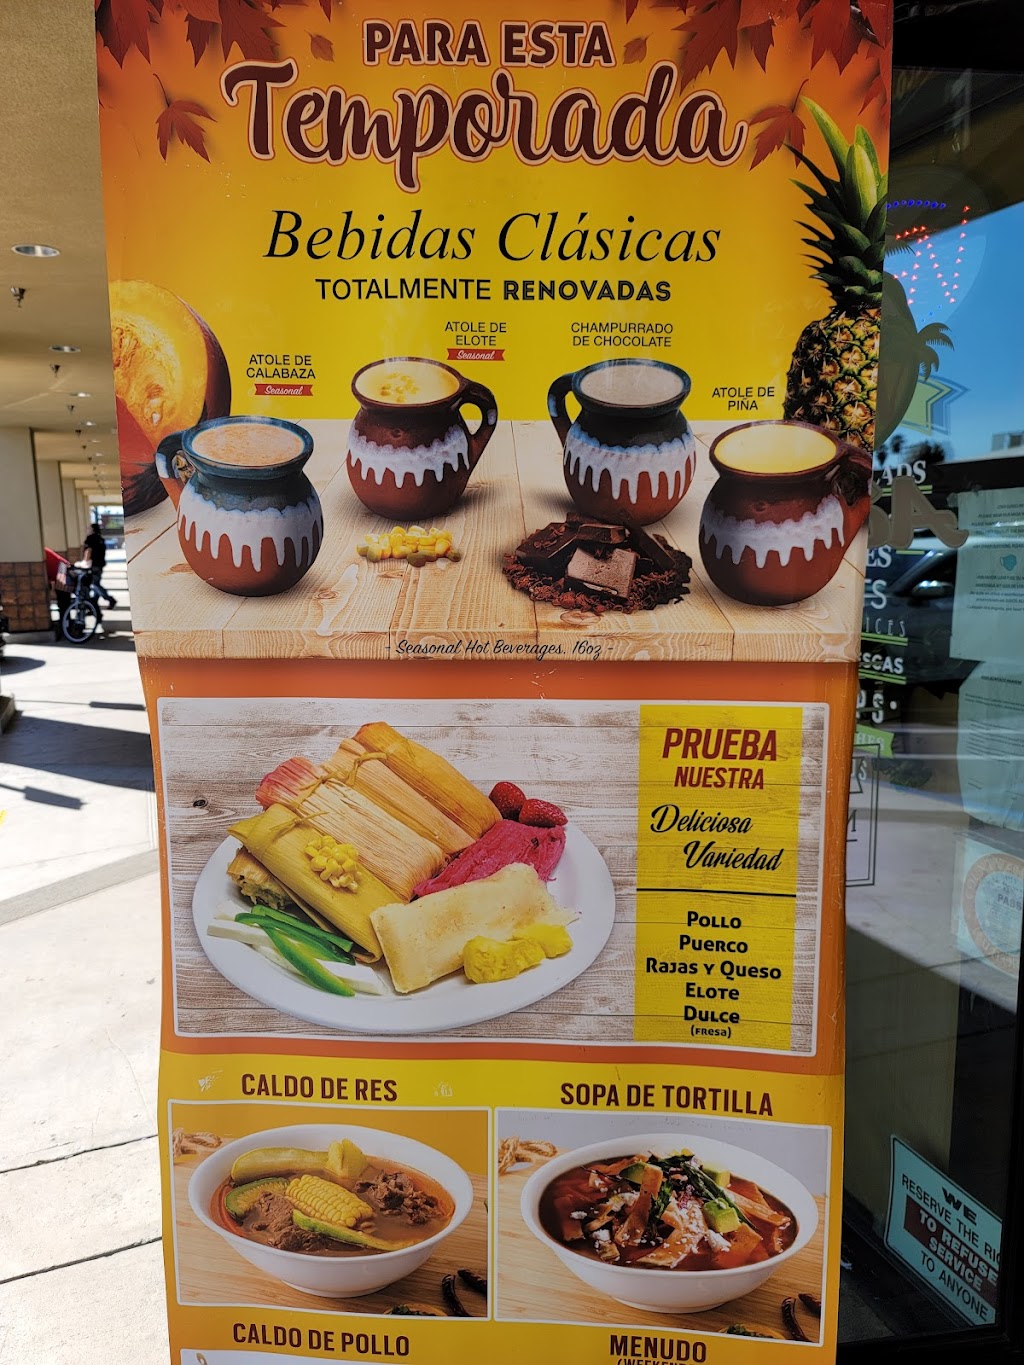 PARA ESTA
Temporada
Bebidas Clásicas
TOTALMENTE RENOVADAS
ATOLE DE
CALABAZA
Seasonal
ATOLE DE
ELOTE
Seasonal
CHAMPURRADO
DE CHOCOLATE
ATOLE DE
PIÑA
- Seasonal Hot Beverages, 16oz -
PRUEBA
NUESTRA
Deliciosa
Variedad
POLLO
PUERCO
RAJAS Y QUESO
ELOTE
DULCE
(FRESA)
CALDO DE RES
SOPA DE TORTILLA
CALDO DE POLLO
MENUDO
WE
RESERVE THE
TO REFUSE
SERVICE
TO ANYONE